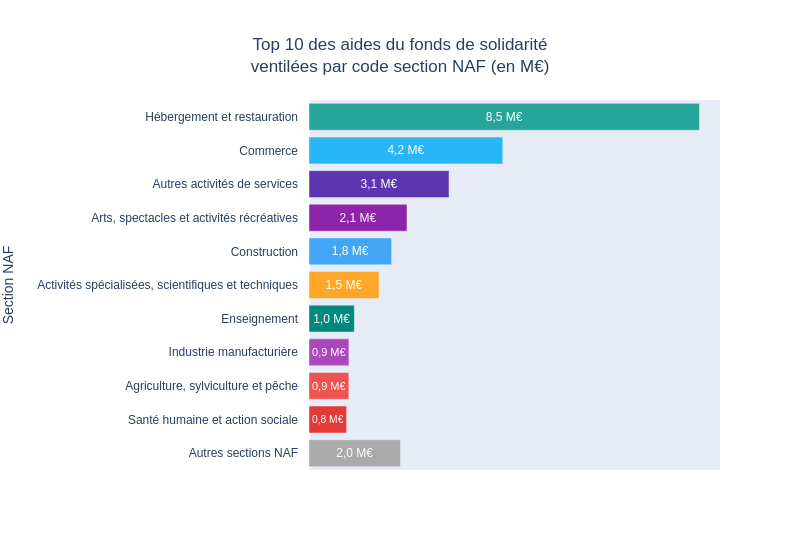 Top 10 des aides du fonds de solidarité
ventilées par code section NAF (en M€)
Section NAF
Hébergement et restauration 8,5 M€
Commerce 4,2 M€
Autres activités de services 3,1 M€
Arts, spectacles et activités récréatives 2,1 M€
Construction 1,8 M€
Activités spécialisées, scientifiques et techniques 1,5 M€
Enseignement 1,0 M€
Industrie manufacturière 0,9 M€
Agriculture, sylviculture et pêche 0,9 M€
Santé humaine et action sociale 0,8 M€
Autres sections NAF 2,0 M€